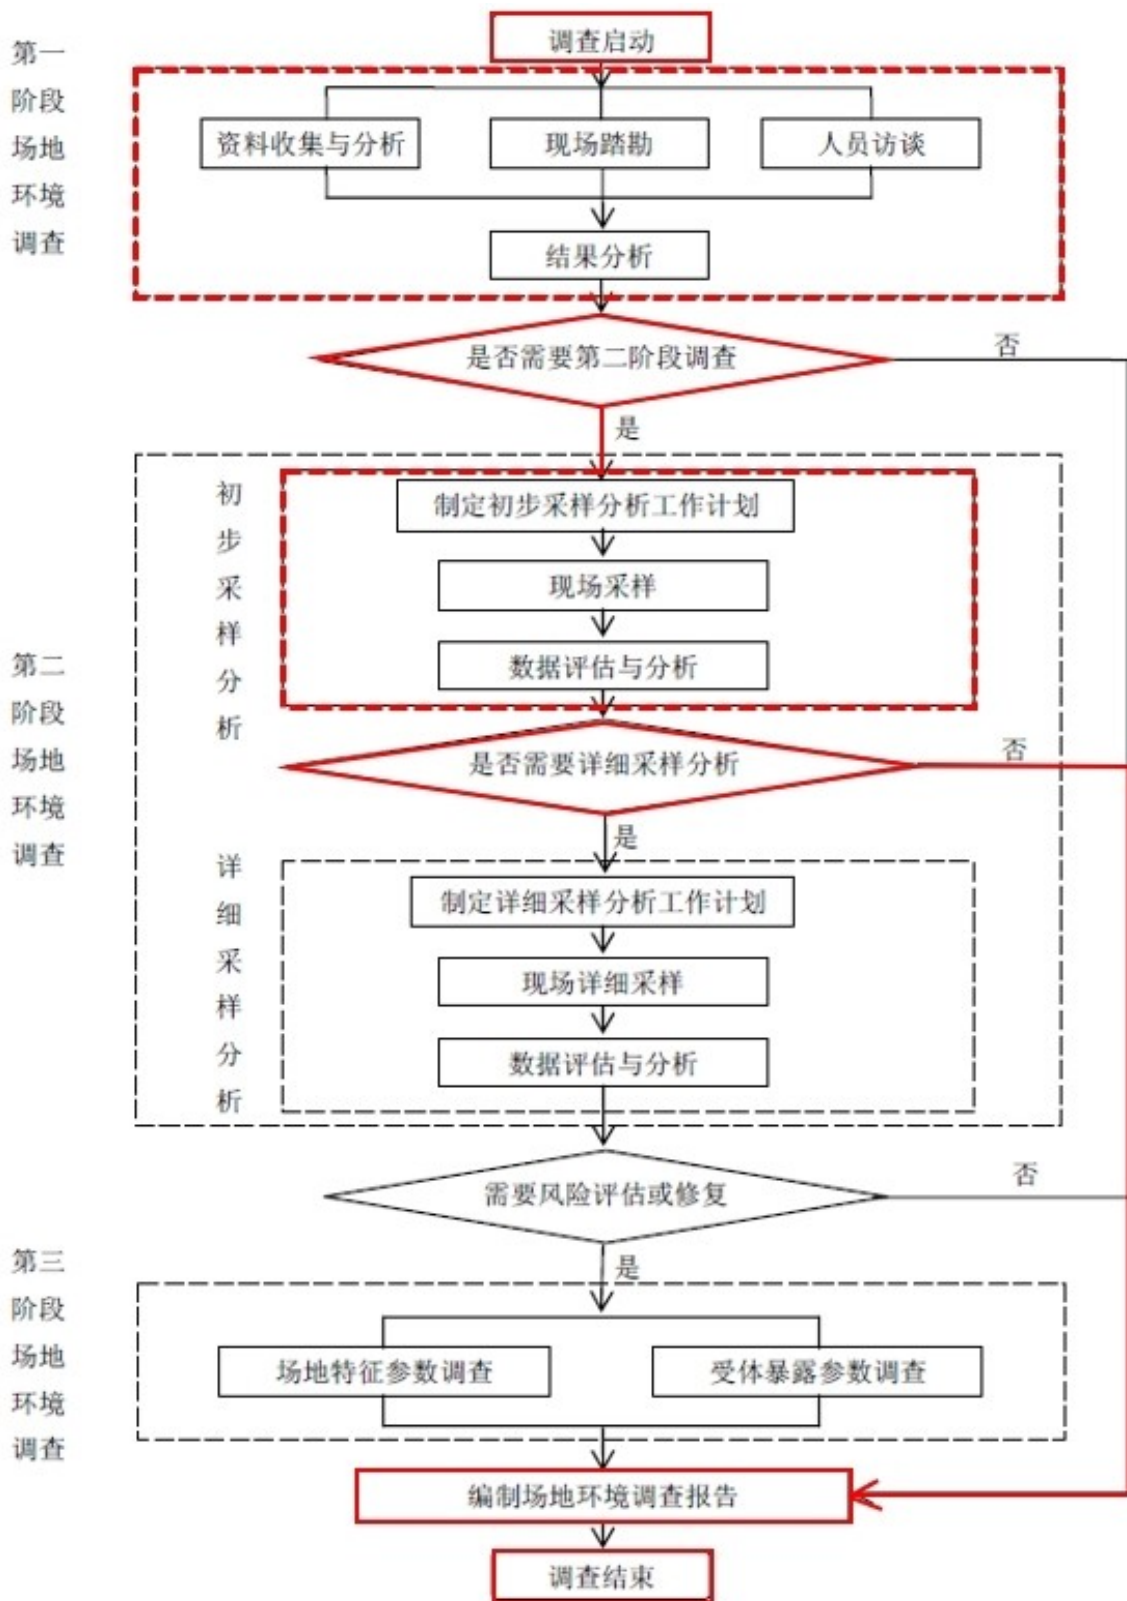 调查启动
第一
阶段
场地
环境
调查
资料收集与分析
现场踏勘
人员访谈
结果分析
是否需要第二阶段调查
否
是
第二
阶段
场地
环境
调查
初
步
采
样
分
析
制定初步采样分析工作计划
现场采样
数据评估与分析
是否需要详细采样分析
否
是
详
细
采
样
分
析
制定详细采样分析工作计划
现场详细采样
数据评估与分析
需要风险评估或修复
否
是
第三
阶段
场地
环境
调查
场地特征参数调查
受体暴露参数调查
编制场地环境调查报告
调查结束